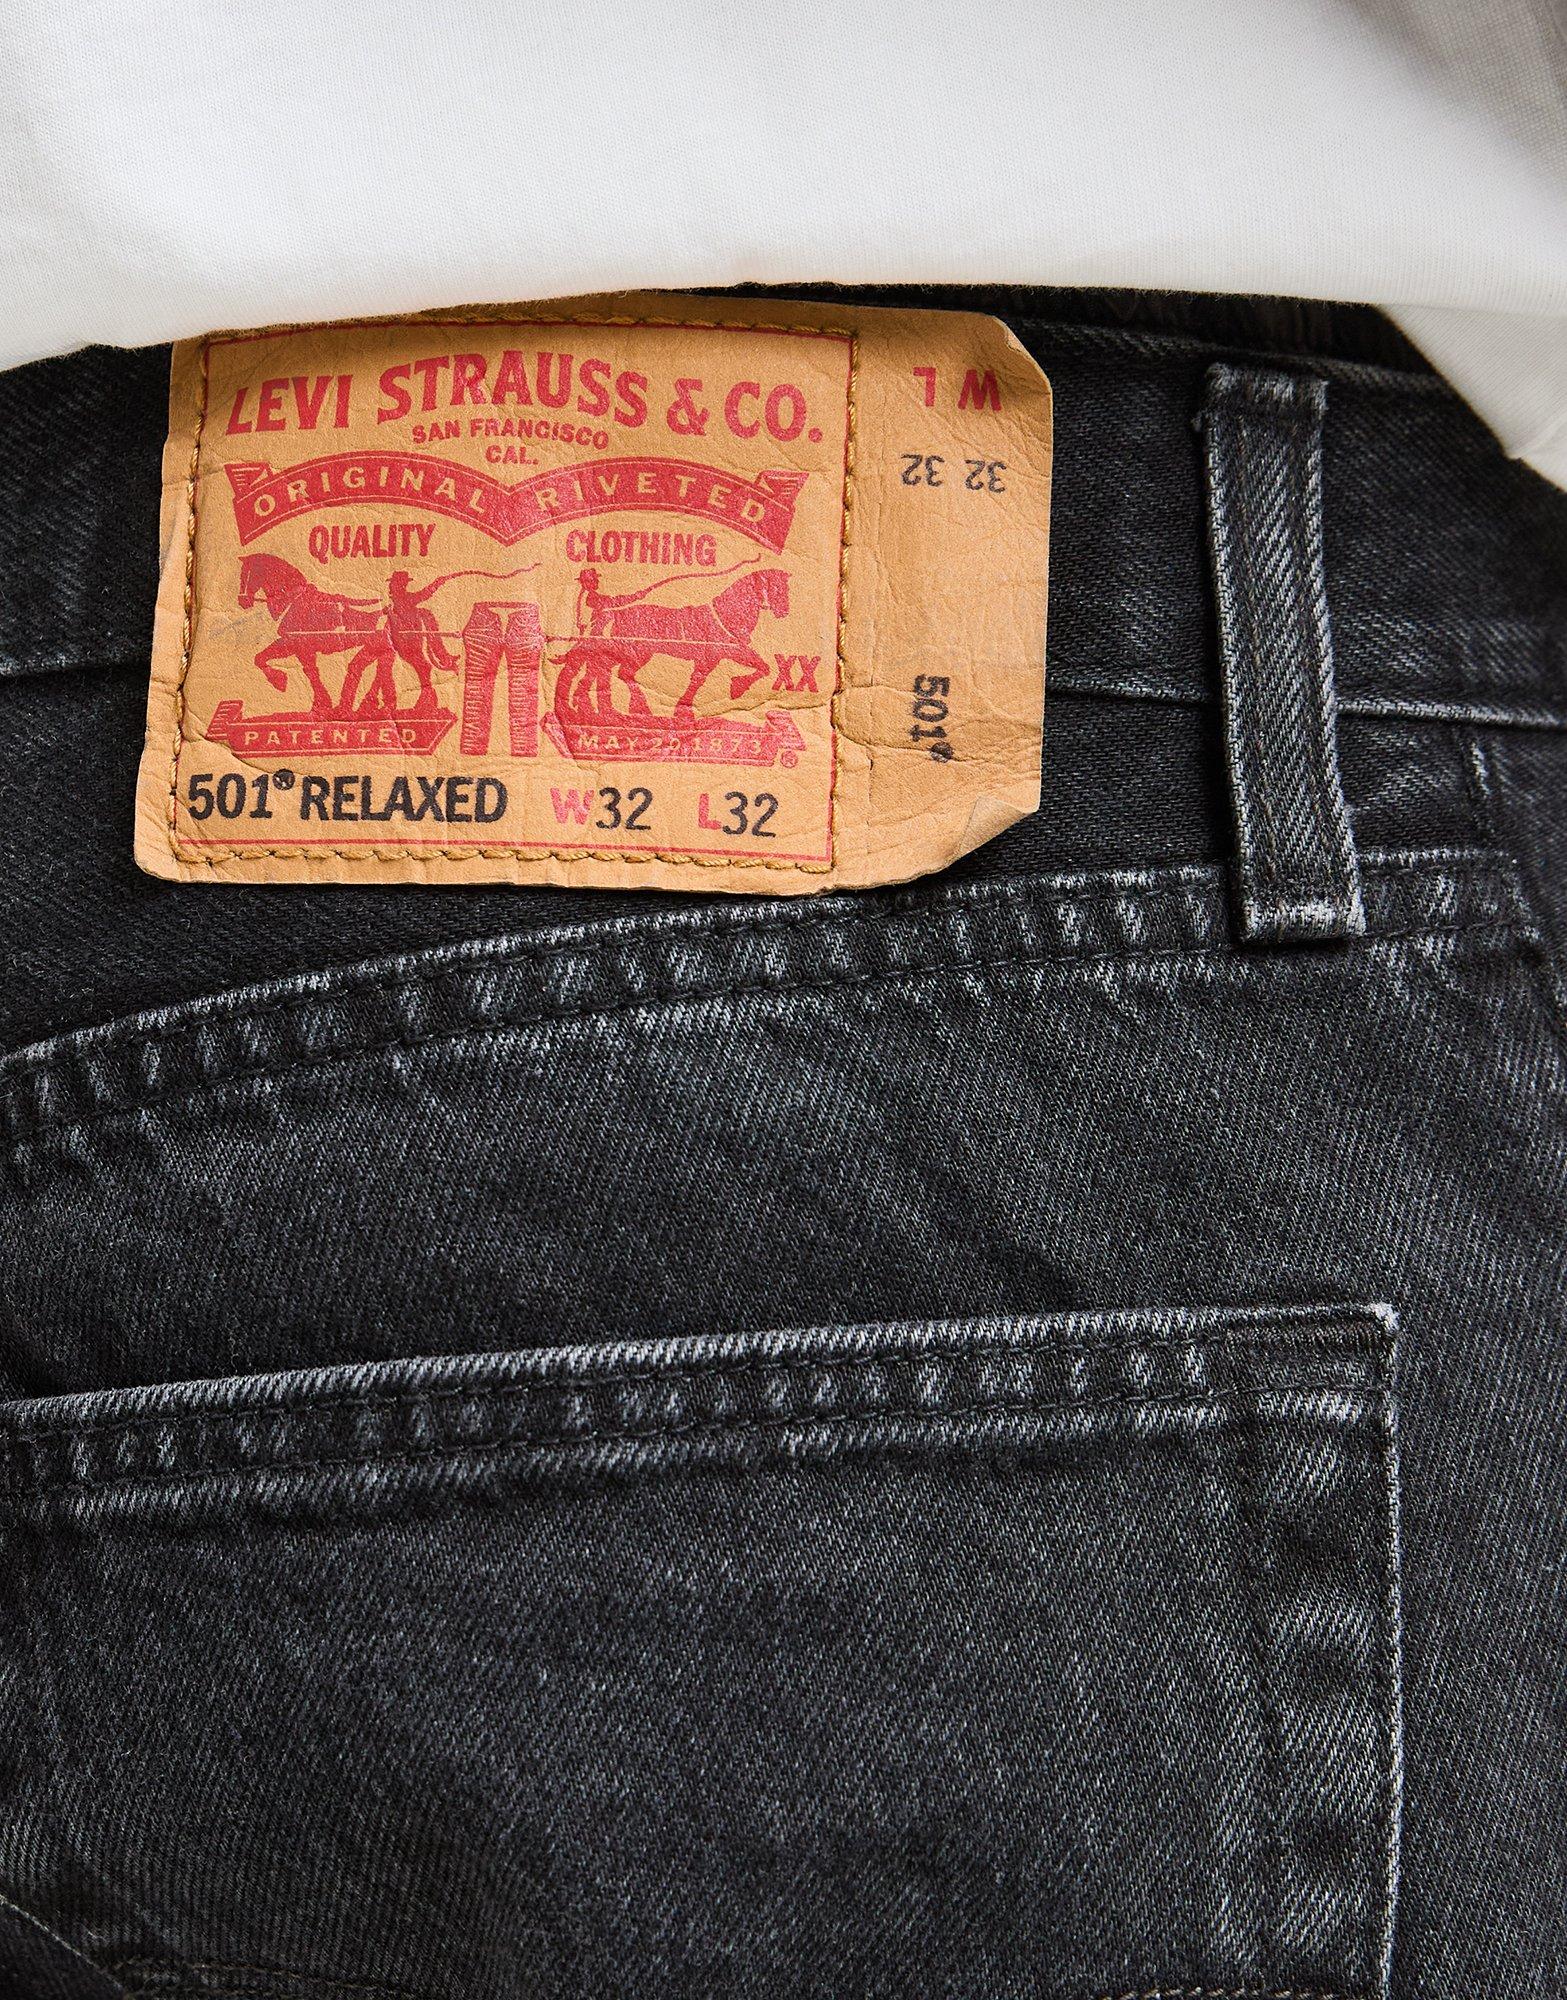 LEVI STRAUSS & CO.
SAN FRANCISCO
CAL.
ORIGINAL RIVETED
QUALITY CLOTHING
XX
PATENTED MAY 20 1873 ®
501® RELAXED W32 L32
W L
32 32
501®